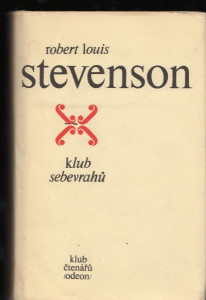 robert louis
stevenson
klub
sebevrahů
klub
čtenářů
/odeon/